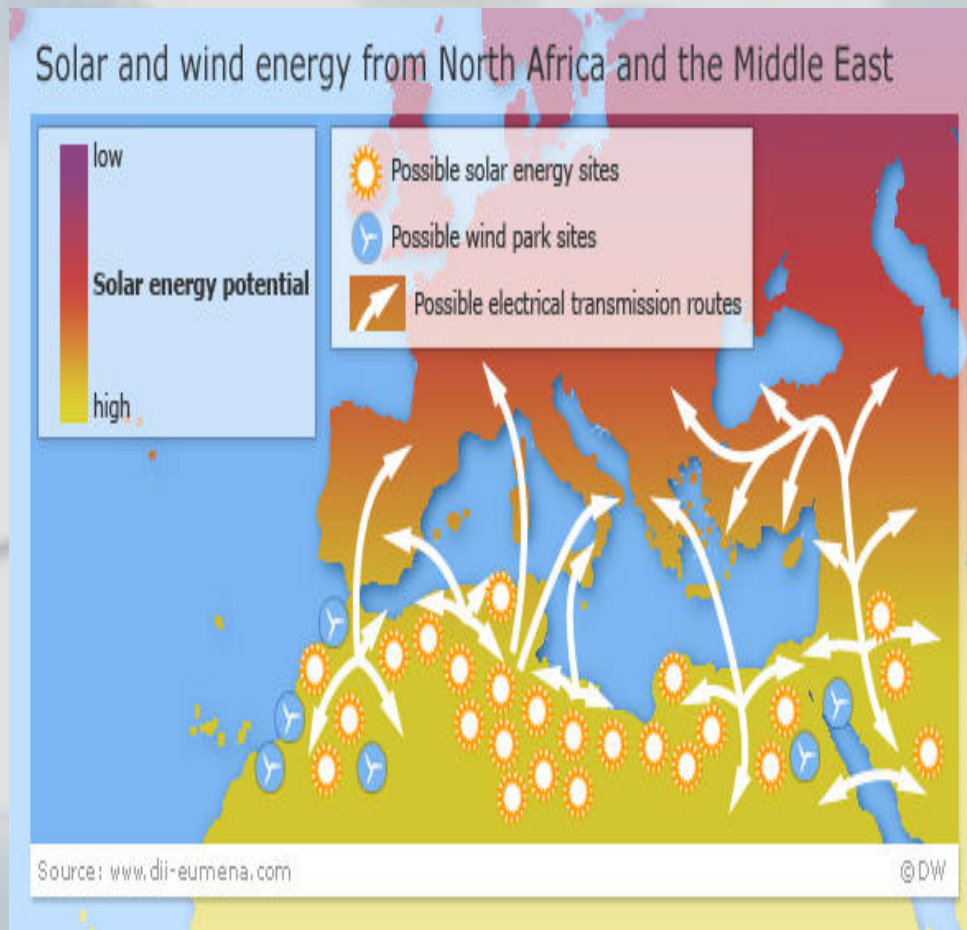 Solar and wind energy from North Africa and the Middle East
low
Solar energy potential
high
Possible solar energy sites
Possible wind park sites
Possible electrical transmission routes
Source: www.dii-eumena.com
©DW